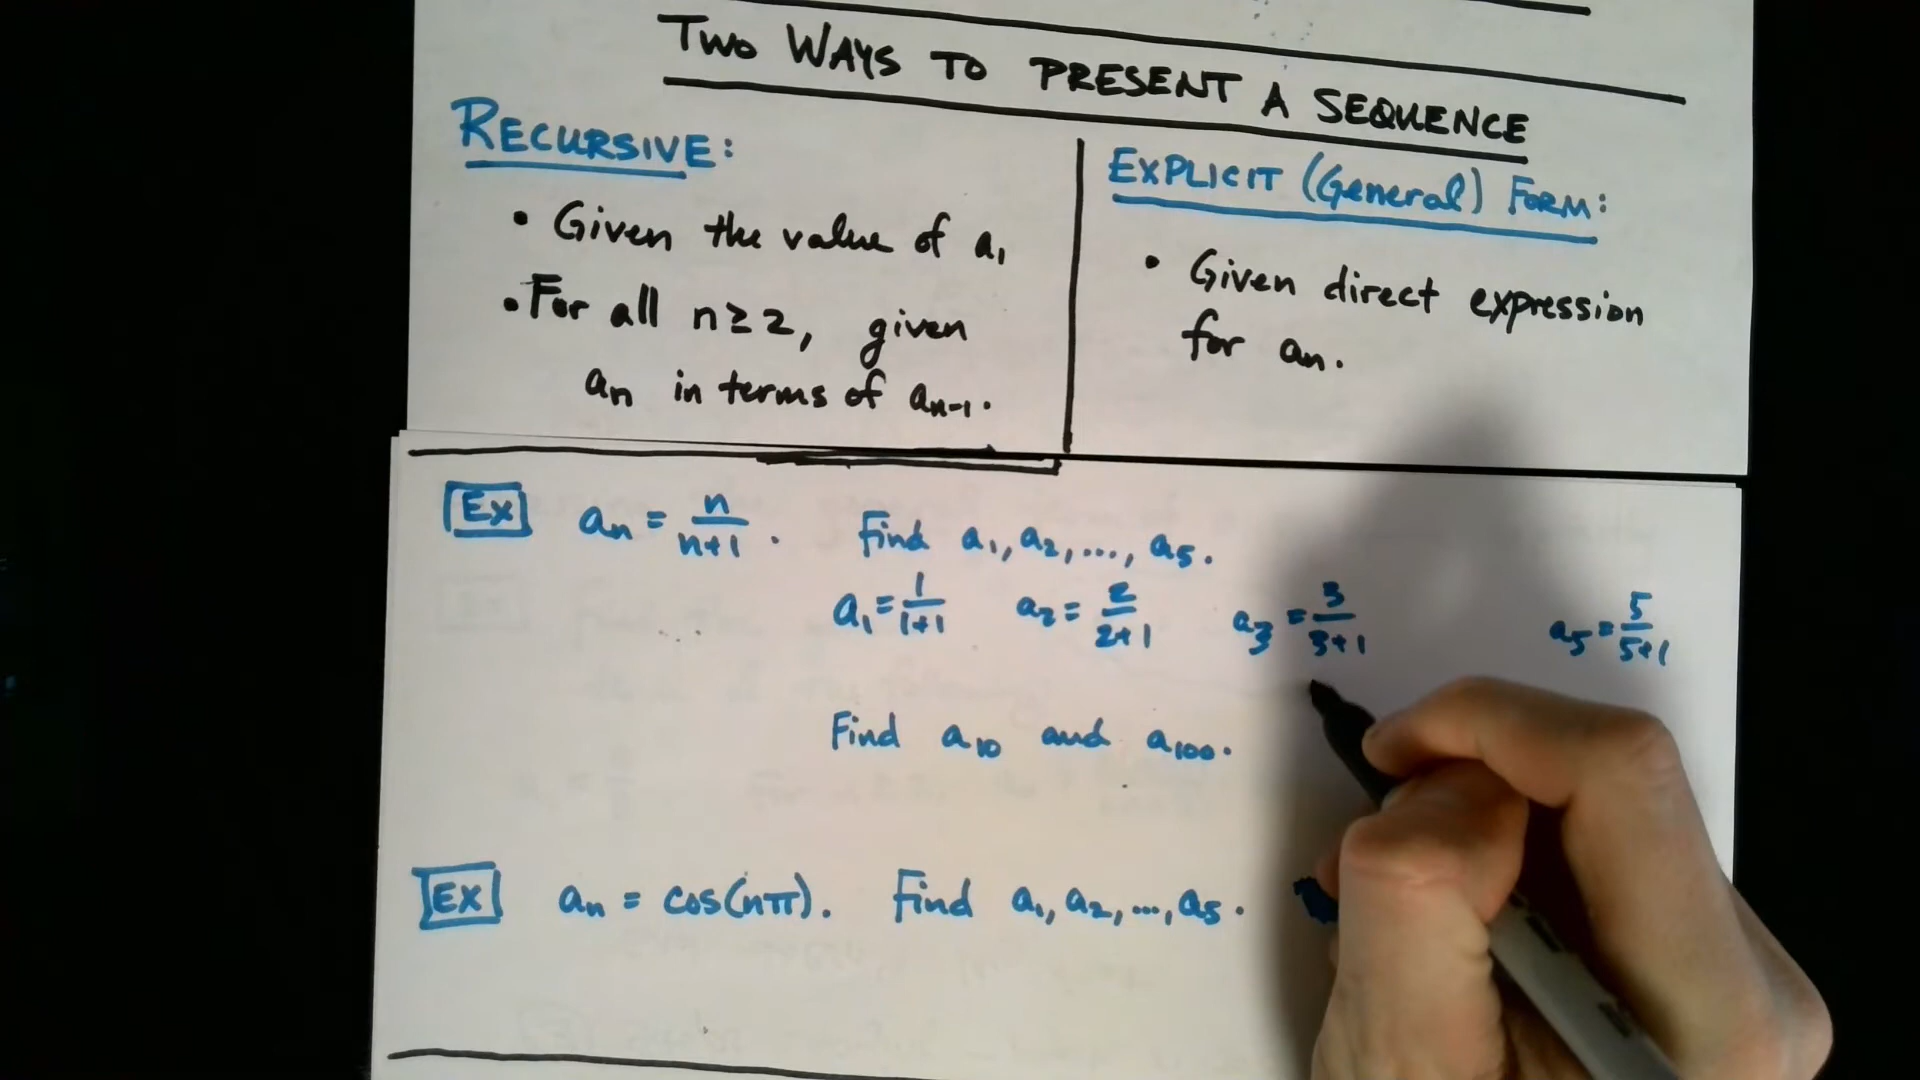 TWO WAYS TO PRESENT A SEQUENCE
RECURSIVE:
• Given the value of a₁
• For all n ≥ 2, given
aₙ in terms of aₙ₋₁.
EXPLICIT (General) FORM:
• Given direct expression
for aₙ.
Ex aₙ = n/(n+1). Find a₁, a₂, ..., a₅.
a₁ = 1/(1+1) a₂ = 2/(2+1) a₃ = 3/(3+1) a₅ = 5/(5+1)
Find a₁₀ and a₁₀₀.
Ex aₙ = cos(nπ). Find a₁, a₂, ..., a₅.